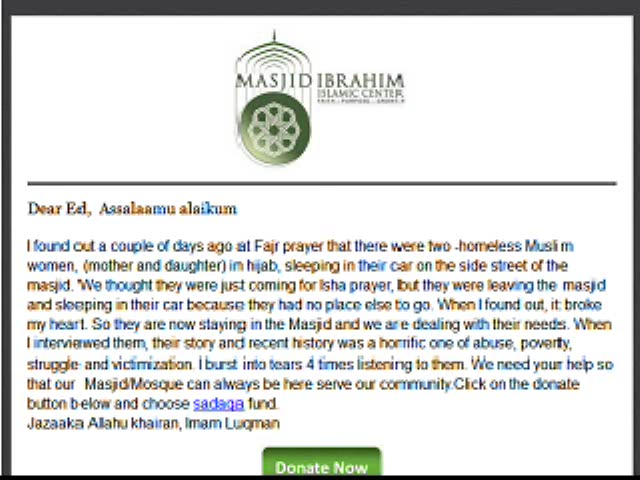 MASJID IBRAHIM
ISLAMIC CENTER
Dear Ed, Assalaamu alaikum
I found out a couple of days ago at Fajr prayer that there were two -homeless Muslim
women, (mother and daughter) in hijab, sleeping in their car on the side street of the
masjid. "We thought they were just coming for Isha prayer, but they were leaving the masjid
and sleeping in their car because they had no place else to go. When I found out, it broke
my heart. So they are now staying in the Masjid and we are dealing with their needs. When
I interviewed them, their story and recent history was a horrific one of abuse, poverty,
struggle and victimization. I burst into tears 4 times listening to them. We need your help so
that our Masjid/Mosque can always be here serve our community.Click on the donate
button below and choose sadaqa fund.
Jazaaka Allahu khairan, Imam Luqman
Donate Now